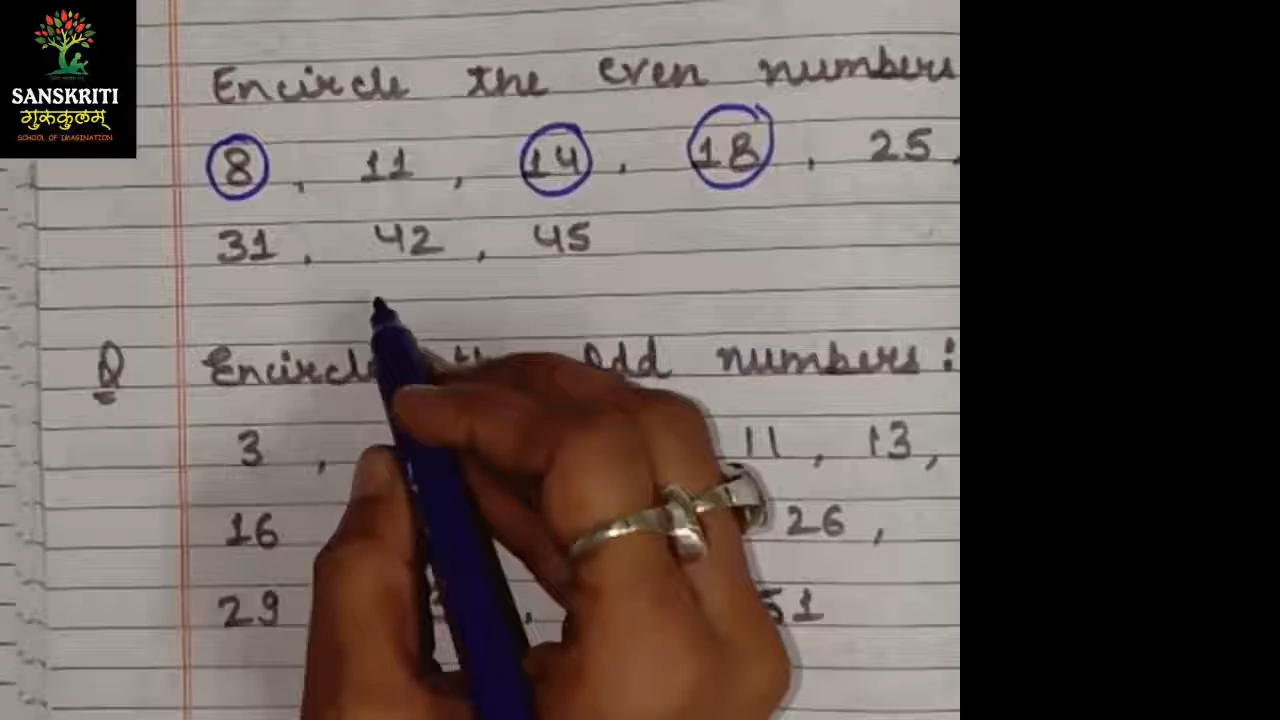 SANSKRITI
गुरुकुलम्
SCHOOL OF IMAGINATION
Encircle the even numbers
8, 11, 14, 18, 25,
31, 42, 45
Q Encircle odd numbers:
3, 11, 13,
16 26,
29 , 51